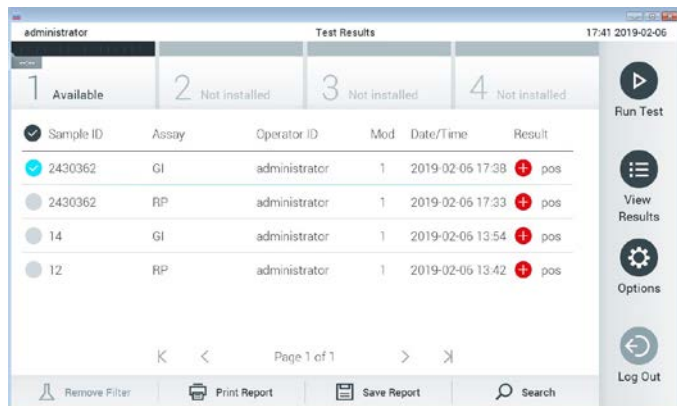 administrator Test Results 17:41 2019-02-06
1 Available 2 Not installed 3 Not installed 4 Not installed
Run Test
Sample ID Assay Operator ID Mod Date/Time Result
2430362 GI administrator 1 2019-02-06 17:38 pos
2430362 RP administrator 1 2019-02-06 17:33 pos
14 GI administrator 1 2019-02-06 13:54 pos
12 RP administrator 1 2019-02-06 13:42 pos
View
Results
Options
Page 1 of 1
Log Out
Remove Filter Print Report Save Report Search